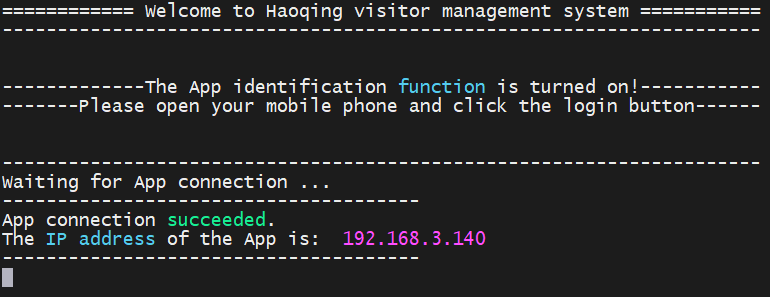 ============ Welcome to Haoqing visitor management system ===========
---------------------------------------------------------------------
-------------The App identification function is turned on!-----------
-------Please open your mobile phone and click the login button------
---------------------------------------------------------------------
Waiting for App connection ...
--------------------------------------
App connection succeeded.
The IP address of the App is:  192.168.3.140
--------------------------------------